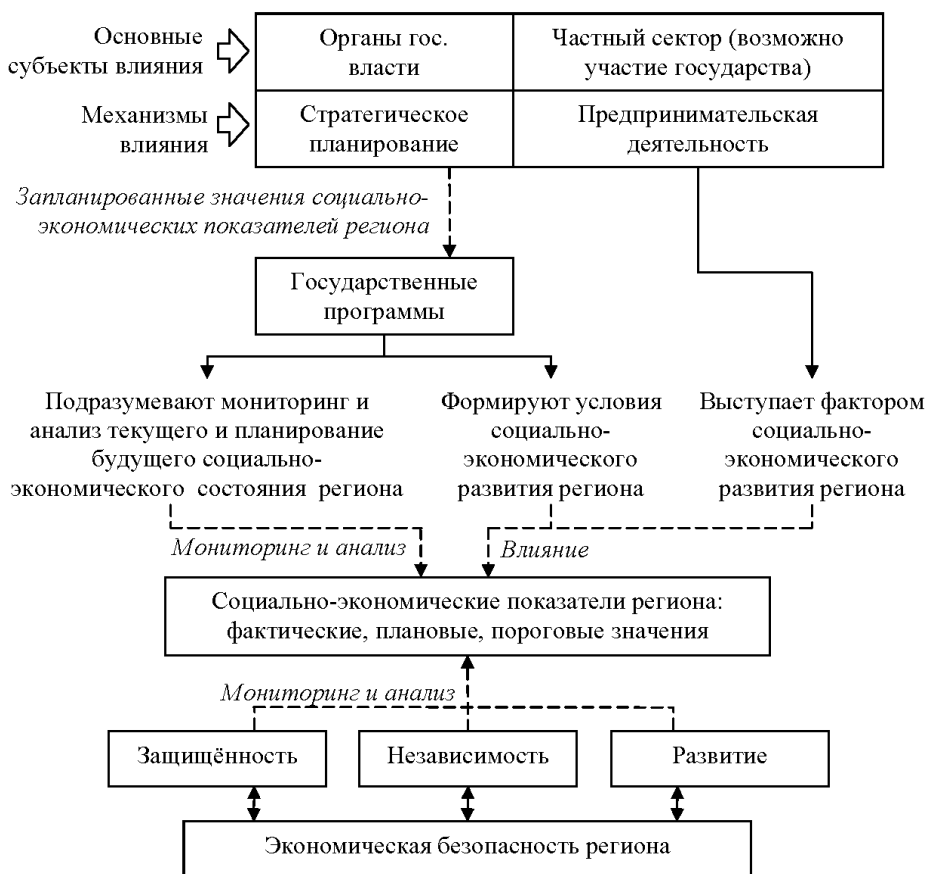 Основные
субъекты влияния
Органы гос.
власти
Частный сектор (возможно
участие государства)
Механизмы
влияния
Стратегическое
планирование
Предпринимательская
деятельность
Запланированные значения социально-
экономических показателей региона
Государственные
программы
Подразумевают мониторинг и
анализ текущего и планирование
будущего социально-
экономического состояния региона
Формируют условия
социально-
экономического
развития региона
Выступает фактором
социально-
экономического
развития региона
Мониторинг и анализ
Влияние
Социально-экономические показатели региона:
фактические, плановые, пороговые значения
Мониторинг и анализ
Защищённость
Независимость
Развитие
Экономическая безопасность региона